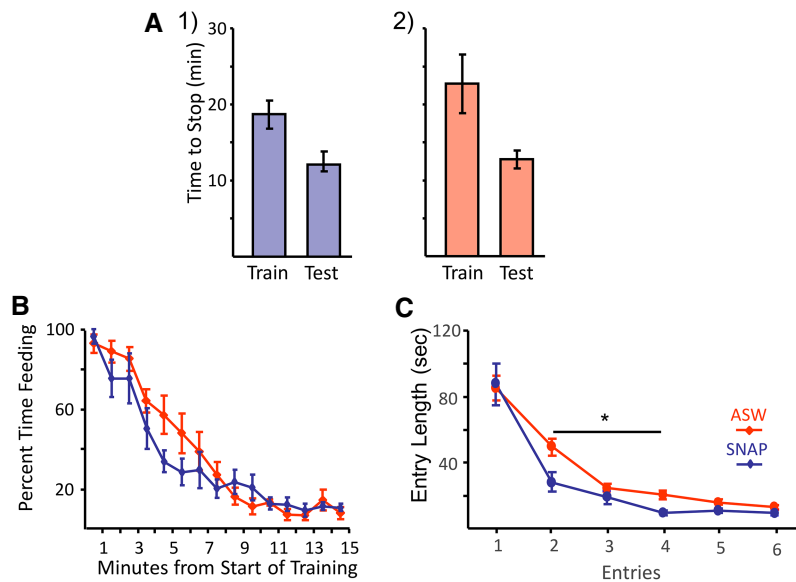 A 1) 2)
Time to Stop (min)
30
20
10
Train Test Train Test
B
Percent Time Feeding
100
60
20
1 3 5 7 9 11 13 15
Minutes from Start of Training
C
Entry Length (sec)
120
80
40
*
ASW
SNAP
1 2 3 4 5 6
Entries